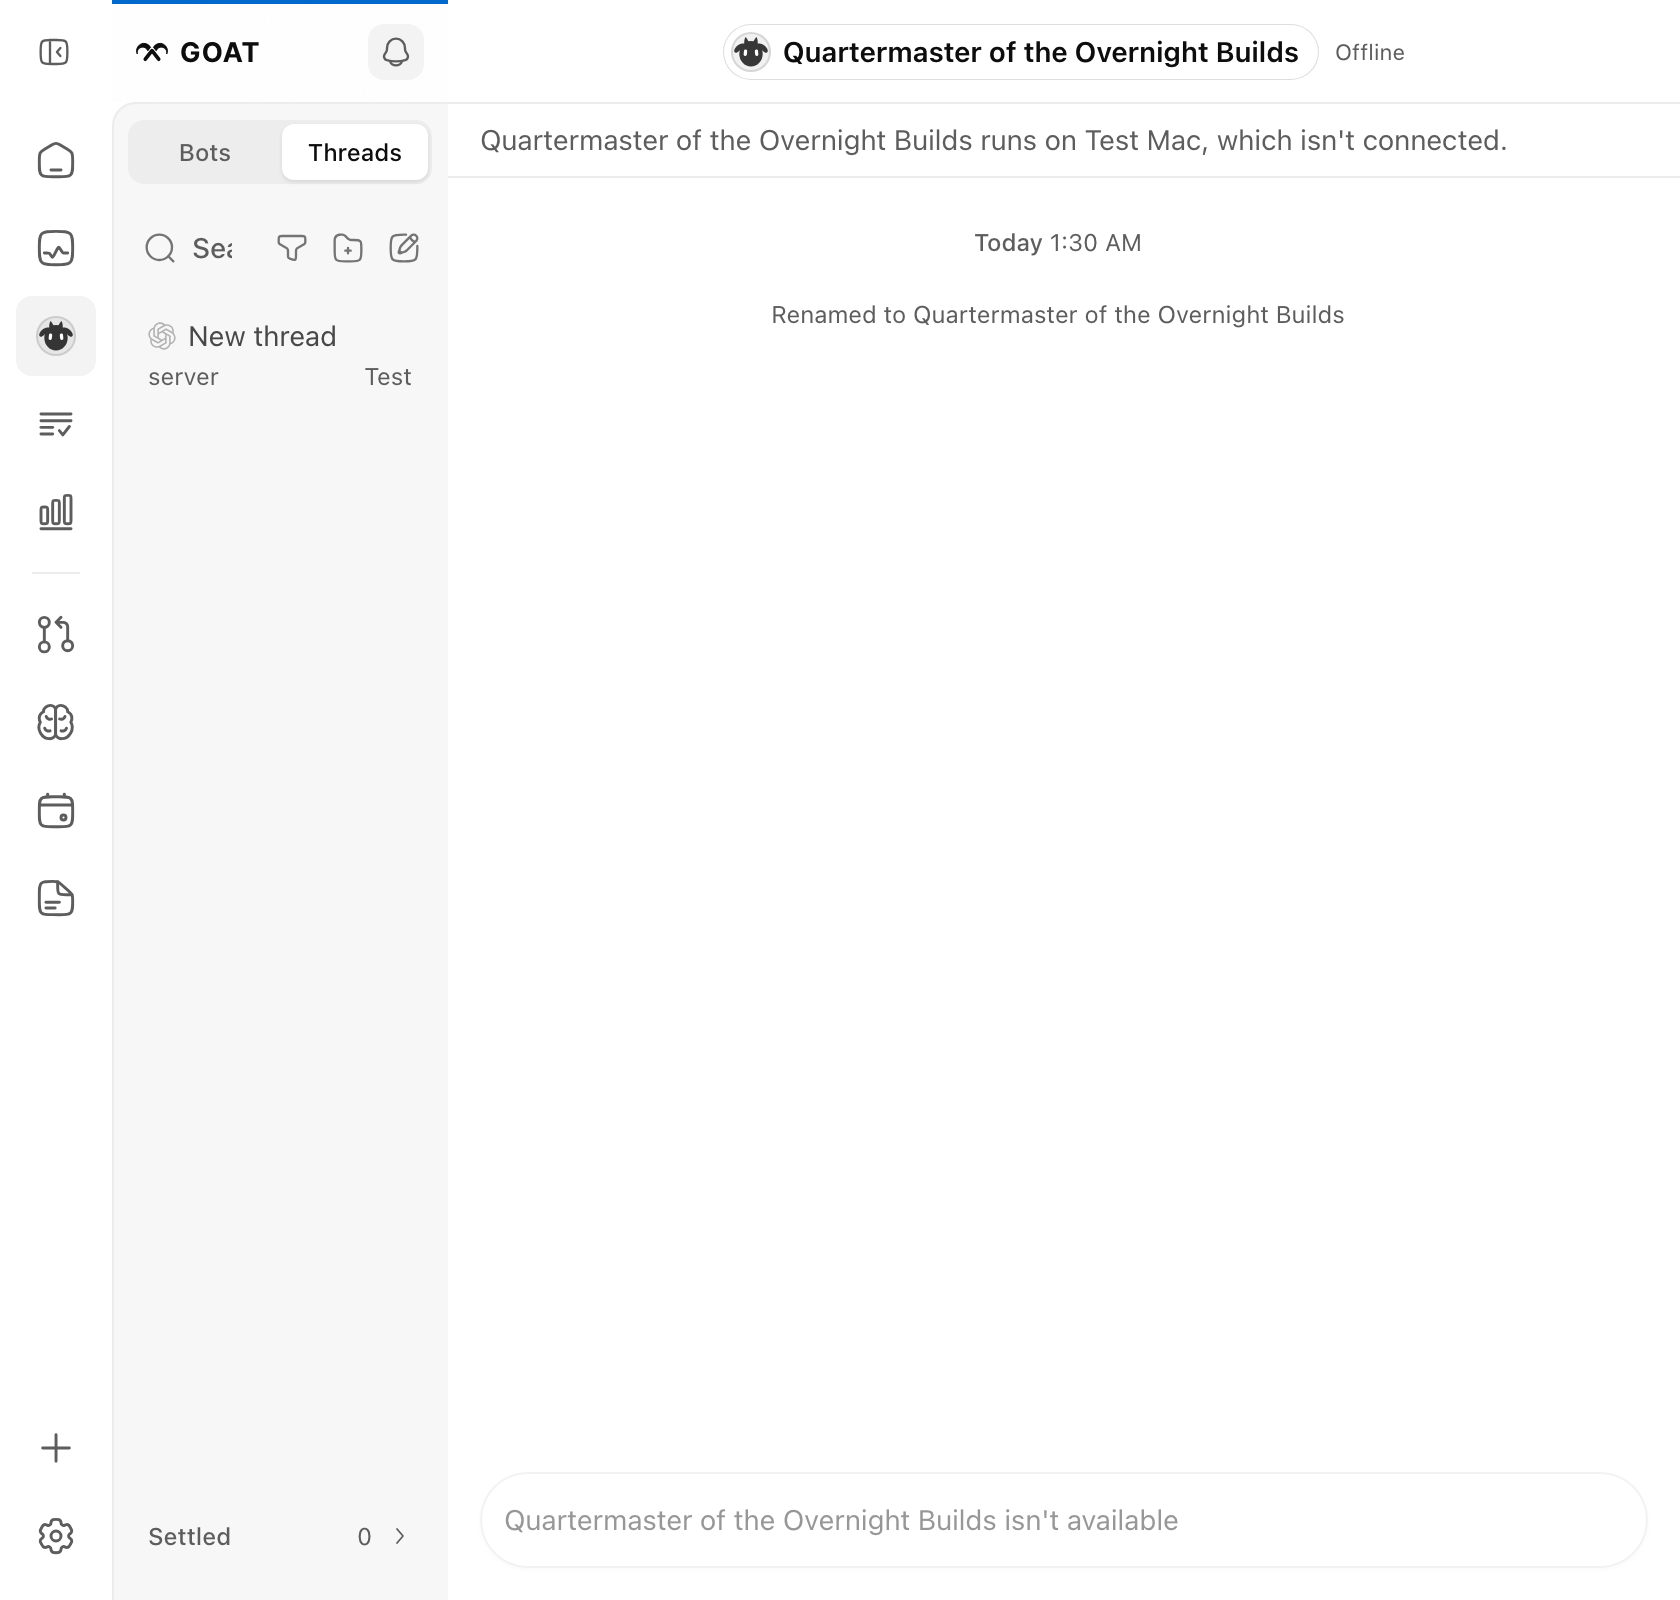 GOAT
Quartermaster of the Overnight Builds
Offline
Bots
Threads
Quartermaster of the Overnight Builds runs on Test Mac, which isn't connected.
Today 1:30 AM
Renamed to Quartermaster of the Overnight Builds
New thread
server
Test
Settled
0
Quartermaster of the Overnight Builds isn't available